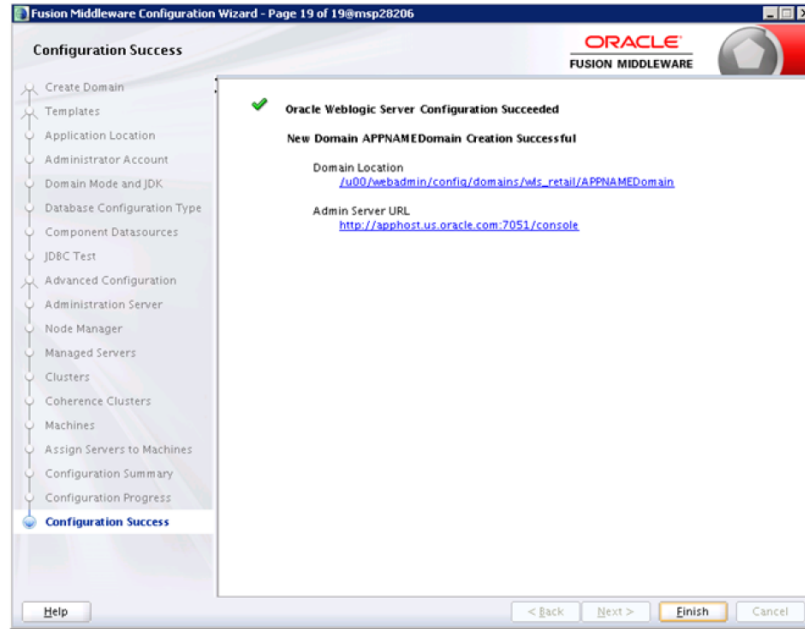 Fusion Middleware Configuration Wizard - Page 19 of 19@msp28206
Configuration Success
ORACLE
FUSION MIDDLEWARE
Create Domain
Templates
Application Location
Administrator Account
Domain Mode and JDK
Database Configuration Type
Component Datasources
JDBC Test
Advanced Configuration
Administration Server
Node Manager
Managed Servers
Clusters
Coherence Clusters
Machines
Assign Servers to Machines
Configuration Summary
Configuration Progress
Configuration Success
Oracle Weblogic Server Configuration Succeeded
New Domain APPNAMEDomain Creation Successful
Domain Location
/u00/webadmin/config/domains/wls_retail/APPNAMEDomain
Admin Server URL
http://apphost.us.oracle.com:7051/console
Help
< Back
Next >
Finish
Cancel